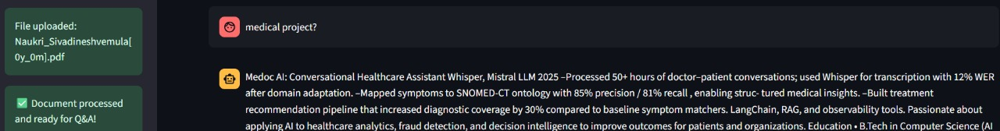 File uploaded:
Naukri_Sivadineshvemula[
0y_0m].pdf
✅ Document processed
and ready for Q&A!
medical project?
Medoc AI: Conversational Healthcare Assistant Whisper, Mistral LLM 2025 –Processed 50+ hours of doctor–patient conversations; used Whisper for transcription with 12% WER
after domain adaptation. –Mapped symptoms to SNOMED-CT ontology with 85% precision / 81% recall , enabling struc- tured medical insights. –Built treatment
recommendation pipeline that increased diagnostic coverage by 30% compared to baseline symptom matchers. LangChain, RAG, and observability tools. Passionate about
applying AI to healthcare analytics, fraud detection, and decision intelligence to improve outcomes for patients and organizations. Education • B.Tech in Computer Science (AI